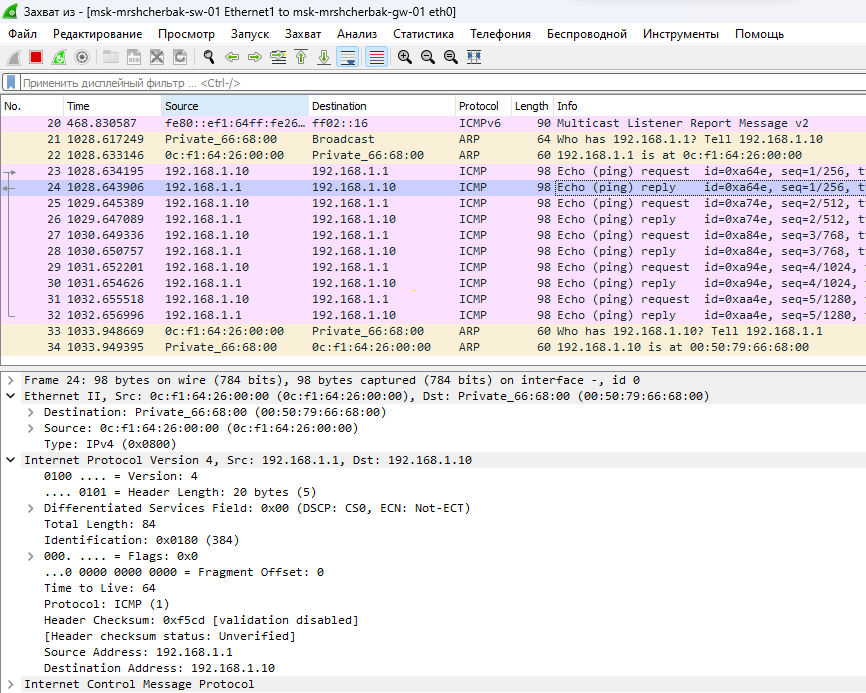 Захват из - [msk-mrshcherbak-sw-01 Ethernet1 to msk-mrshcherbak-gw-01 eth0]
Файл Редактирование Просмотр Запуск Захват Анализ Статистика Телефония Беспроводной Инструменты Помощь
Применить дисплейный фильтр ... <Ctrl-/>
No. Time Source Destination Protocol Length Info
20 468.830587 fe80::ef1:64ff:fe26… ff02::16 ICMPv6 90 Multicast Listener Report Message v2
21 1028.617249 Private_66:68:00 Broadcast ARP 64 Who has 192.168.1.1? Tell 192.168.1.10
22 1028.633146 0c:f1:64:26:00:00 Private_66:68:00 ARP 60 192.168.1.1 is at 0c:f1:64:26:00:00
23 1028.634195 192.168.1.10 192.168.1.1 ICMP 98 Echo (ping) request id=0xa64e, seq=1/256, t
24 1028.643906 192.168.1.1 192.168.1.10 ICMP 98 Echo (ping) reply id=0xa64e, seq=1/256, t
25 1029.645389 192.168.1.10 192.168.1.1 ICMP 98 Echo (ping) request id=0xa74e, seq=2/512, t
26 1029.647089 192.168.1.1 192.168.1.10 ICMP 98 Echo (ping) reply id=0xa74e, seq=2/512, t
27 1030.649336 192.168.1.10 192.168.1.1 ICMP 98 Echo (ping) request id=0xa84e, seq=3/768, t
28 1030.650757 192.168.1.1 192.168.1.10 ICMP 98 Echo (ping) reply id=0xa84e, seq=3/768, t
29 1031.652201 192.168.1.10 192.168.1.1 ICMP 98 Echo (ping) request id=0xa94e, seq=4/1024,
30 1031.654626 192.168.1.1 192.168.1.10 ICMP 98 Echo (ping) reply id=0xa94e, seq=4/1024,
31 1032.655518 192.168.1.10 192.168.1.1 ICMP 98 Echo (ping) request id=0xaa4e, seq=5/1280,
32 1032.656996 192.168.1.1 192.168.1.10 ICMP 98 Echo (ping) reply id=0xaa4e, seq=5/1280,
33 1033.948669 0c:f1:64:26:00:00 Private_66:68:00 ARP 60 Who has 192.168.1.10? Tell 192.168.1.1
34 1033.949395 Private_66:68:00 0c:f1:64:26:00:00 ARP 60 192.168.1.10 is at 00:50:79:66:68:00
Frame 24: 98 bytes on wire (784 bits), 98 bytes captured (784 bits) on interface -, id 0
Ethernet II, Src: 0c:f1:64:26:00:00 (0c:f1:64:26:00:00), Dst: Private_66:68:00 (00:50:79:66:68:00)
Destination: Private_66:68:00 (00:50:79:66:68:00)
Source: 0c:f1:64:26:00:00 (0c:f1:64:26:00:00)
Type: IPv4 (0x0800)
Internet Protocol Version 4, Src: 192.168.1.1, Dst: 192.168.1.10
0100 .... = Version: 4
.... 0101 = Header Length: 20 bytes (5)
Differentiated Services Field: 0x00 (DSCP: CS0, ECN: Not-ECT)
Total Length: 84
Identification: 0x0180 (384)
000. .... = Flags: 0x0
...0 0000 0000 0000 = Fragment Offset: 0
Time to Live: 64
Protocol: ICMP (1)
Header Checksum: 0xf5cd [validation disabled]
[Header checksum status: Unverified]
Source Address: 192.168.1.1
Destination Address: 192.168.1.10
Internet Control Message Protocol